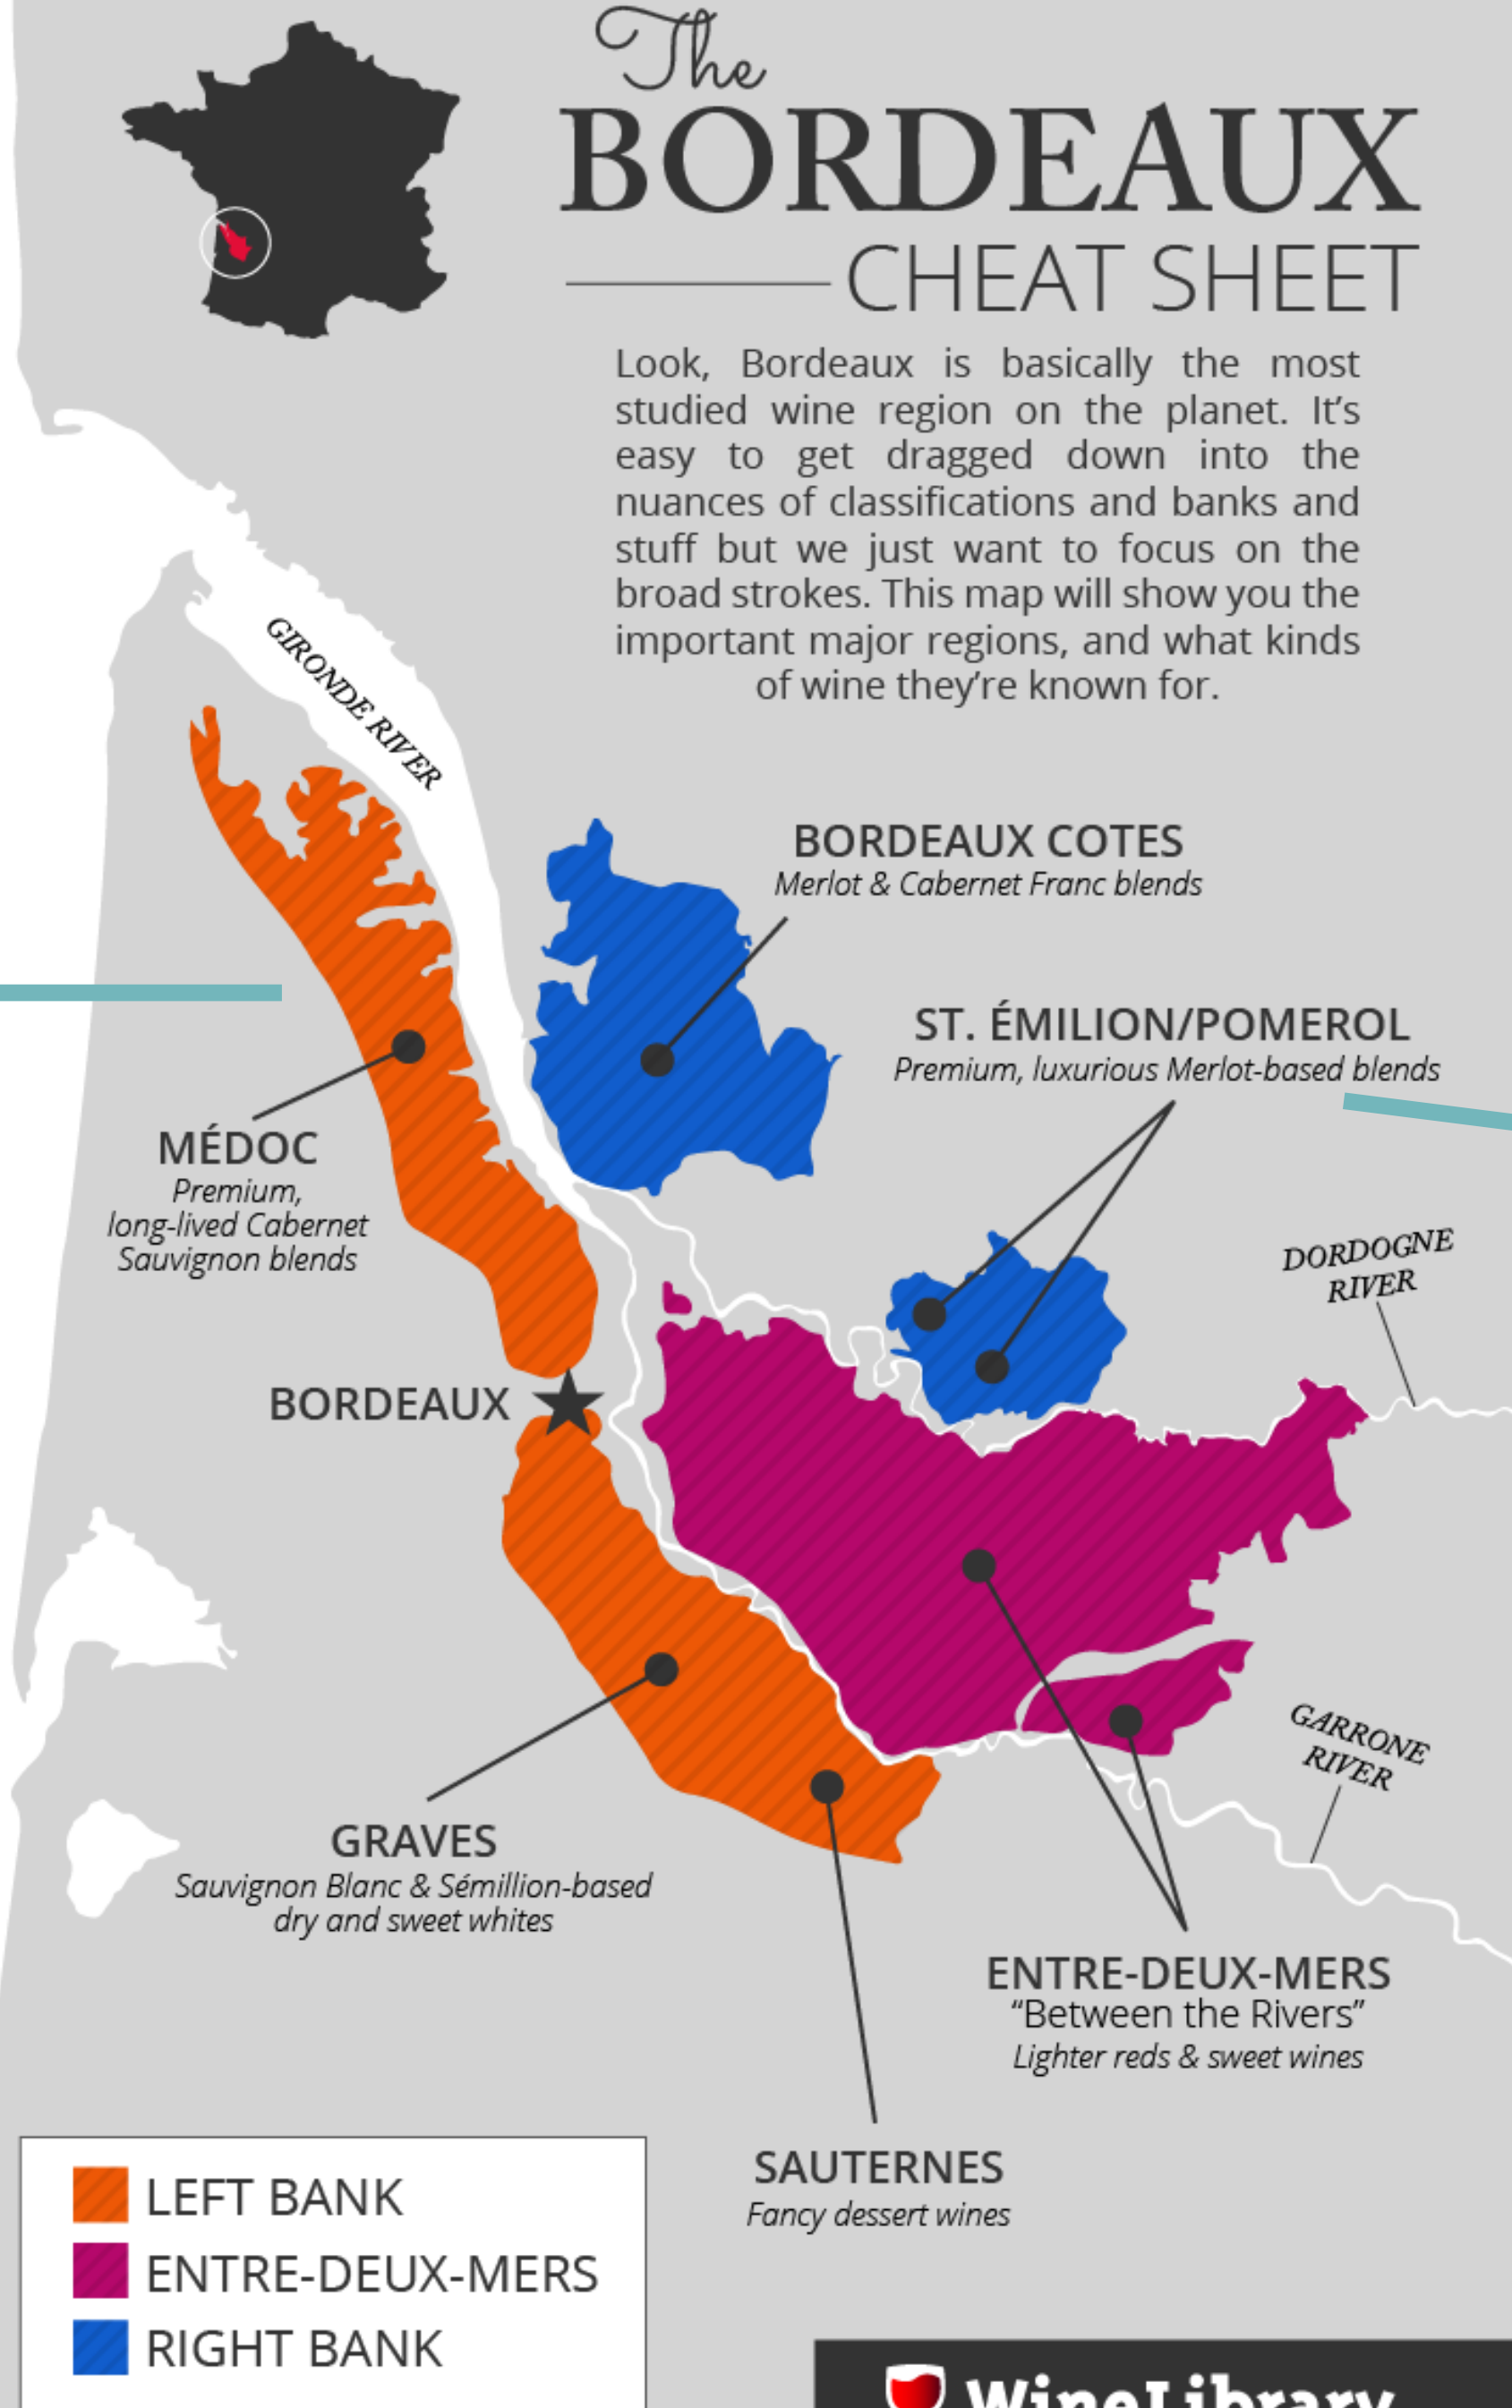 The
BORDEAUX
CHEAT SHEET
Look, Bordeaux is basically the most
studied wine region on the planet. It’s
easy to get dragged down into the
nuances of classifications and banks and
stuff but we just want to focus on the
broad strokes. This map will show you the
important major regions, and what kinds
of wine they’re known for.
GIRONDE RIVER
BORDEAUX COTES
Merlot & Cabernet Franc blends
ST. ÉMILION/POMEROL
Premium, luxurious Merlot-based blends
MÉDOC
Premium,
long-lived Cabernet
Sauvignon blends
DORDOGNE
RIVER
BORDEAUX
GARRONE
RIVER
GRAVES
Sauvignon Blanc & Sémillion-based
dry and sweet whites
ENTRE-DEUX-MERS
“Between the Rivers”
Lighter reds & sweet wines
SAUTERNES
Fancy dessert wines
LEFT BANK
ENTRE-DEUX-MERS
RIGHT BANK
WineLibrary